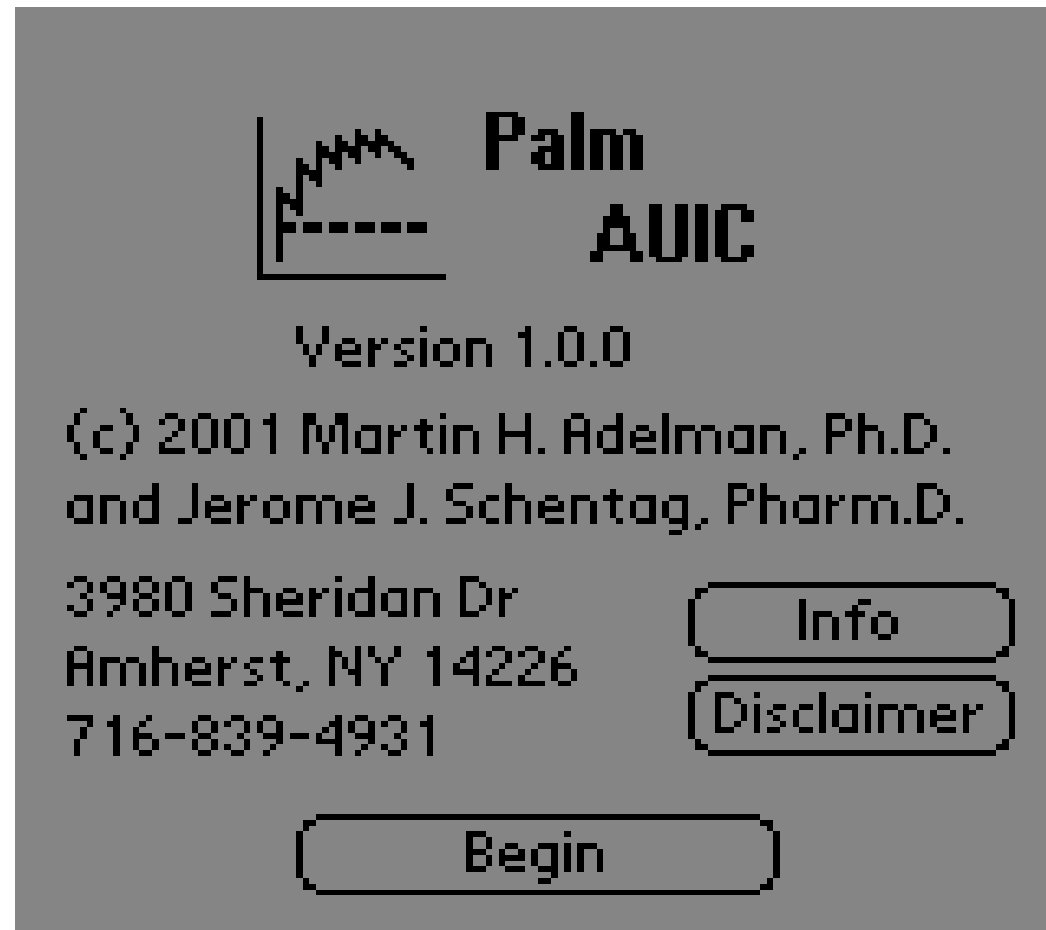 Palm
AUIC
Version 1.0.0
(c) 2001 Martin H. Adelman, Ph.D.
and Jerome J. Schentag, Pharm.D.
3980 Sheridan Dr
Amherst, NY 14226
716-839-4931
Info
Disclaimer
Begin